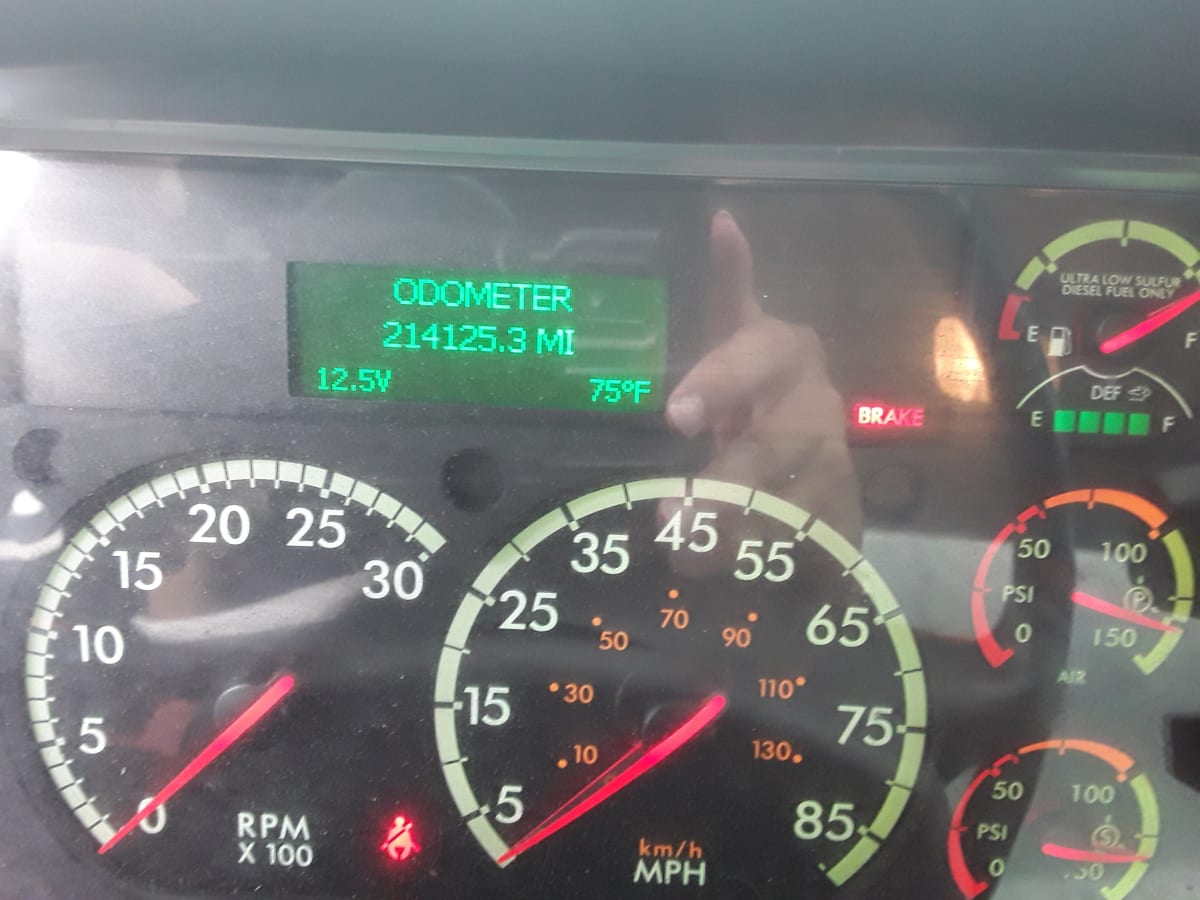 ODOMETER
214125.3 MI
12.5V 75°F
BRAKE
ULTRA LOW SULFUR
DIESEL FUEL ONLY
E F
DEF
E F
0 5 10 15 20 25 30
RPM
X 100
5 15 25 35 45 55 65 75 85
10 30 50 70 90 110 130
km/h
MPH
50 100
PSI P
0 150
AIR
50 100
PSI S
0